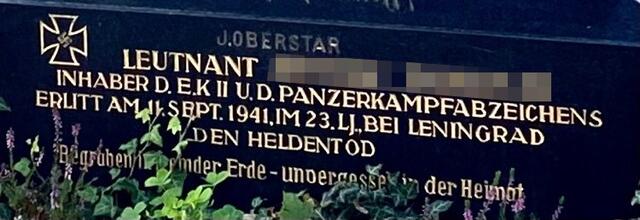 J.OBERSTAR
LEUTNANT
INHABER D. E.K II U. D. PANZERKAMPFABZEICHENS
ERLITT AM 11. SEPT. 1941, IM 23. LJ., BEI LENINGRAD
DEN HELDENTOD
Begraben in fremder Erde - unvergessen in der Heimat